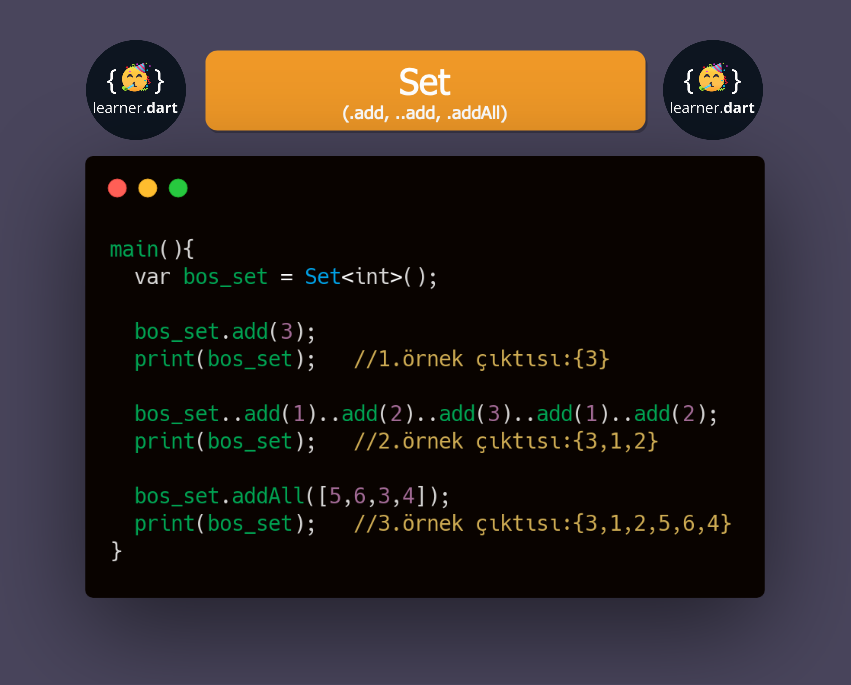 {🥳}
learner.dart
Set
(.add, ..add, .addAll)
{🥳}
learner.dart
main(){
  var bos_set = Set<int>();
  bos_set.add(3);
  print(bos_set);   //1.örnek çıktısı:{3}
  bos_set..add(1)..add(2)..add(3)..add(1)..add(2);
  print(bos_set);   //2.örnek çıktısı:{3,1,2}
  bos_set.addAll([5,6,3,4]);
  print(bos_set);   //3.örnek çıktısı:{3,1,2,5,6,4}
}